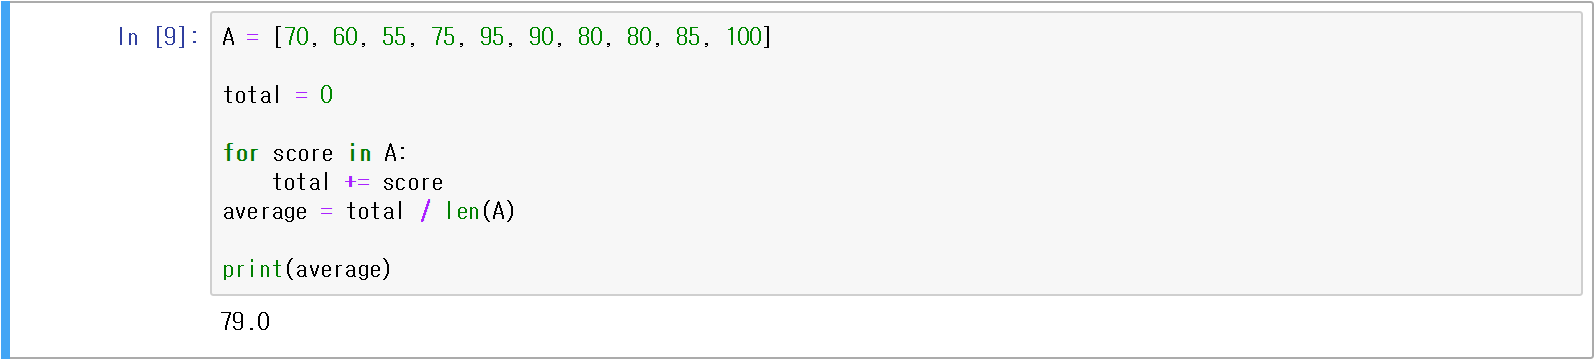 In [9]: A = [70, 60, 55, 75, 95, 90, 80, 80, 85, 100]
total = 0
for score in A:
    total += score
average = total / len(A)
print(average)
79.0